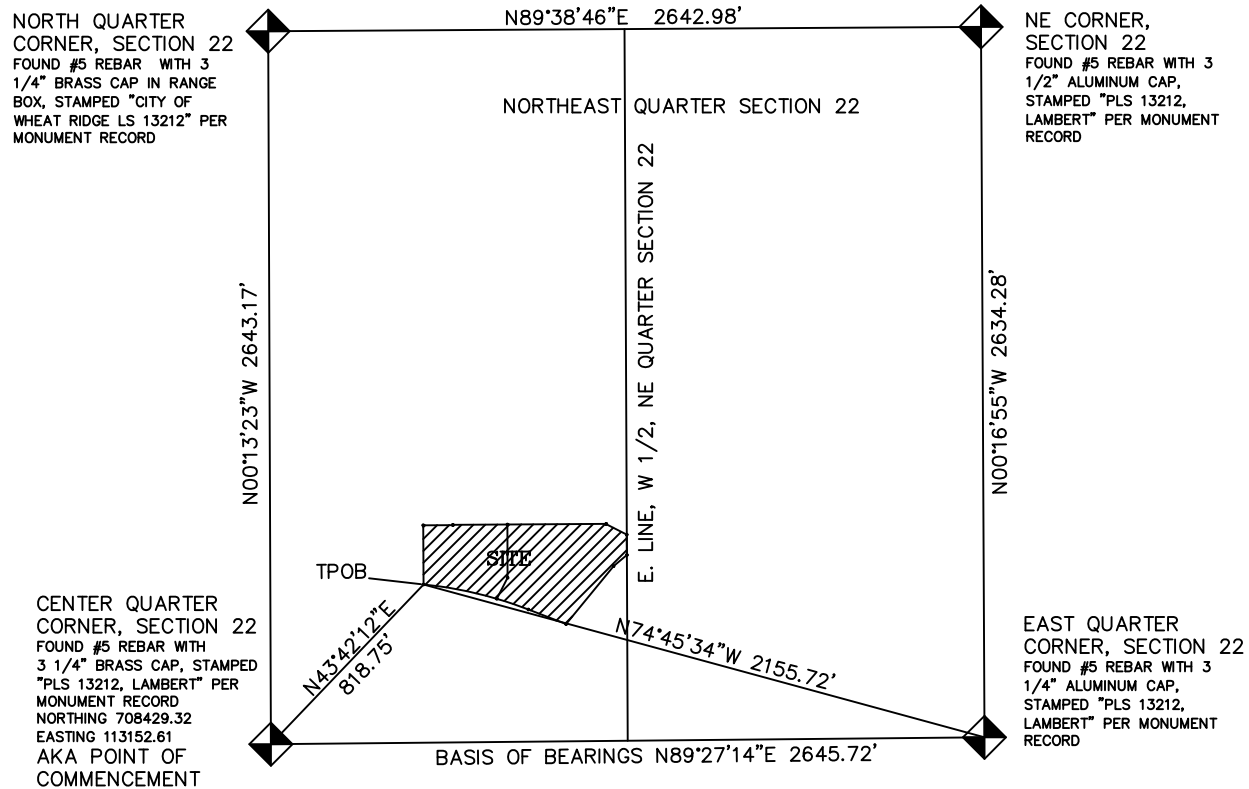 NORTH QUARTER
CORNER, SECTION 22
FOUND #5 REBAR WITH 3
1/4" BRASS CAP IN RANGE
BOX, STAMPED "CITY OF
WHEAT RIDGE LS 13212" PER
MONUMENT RECORD
N89°38'46"E 2642.98'
NE CORNER,
SECTION 22
FOUND #5 REBAR WITH 3
1/2" ALUMINUM CAP,
STAMPED "PLS 13212,
LAMBERT" PER MONUMENT
RECORD
NORTHEAST QUARTER SECTION 22
E. LINE, W 1/2, NE QUARTER SECTION 22
N00°13'23"W 2643.17'
N00°16'55"W 2634.28'
SITE
TPOB
N43°42'12"E
818.75'
N74°45'34"W 2155.72'
CENTER QUARTER
CORNER, SECTION 22
FOUND #5 REBAR WITH
3 1/4" BRASS CAP, STAMPED
"PLS 13212, LAMBERT" PER
MONUMENT RECORD
NORTHING 708429.32
EASTING 113152.61
AKA POINT OF
COMMENCEMENT
EAST QUARTER
CORNER, SECTION 22
FOUND #5 REBAR WITH 3
1/4" ALUMINUM CAP,
STAMPED "PLS 13212,
LAMBERT" PER MONUMENT
RECORD
BASIS OF BEARINGS N89°27'14"E 2645.72'